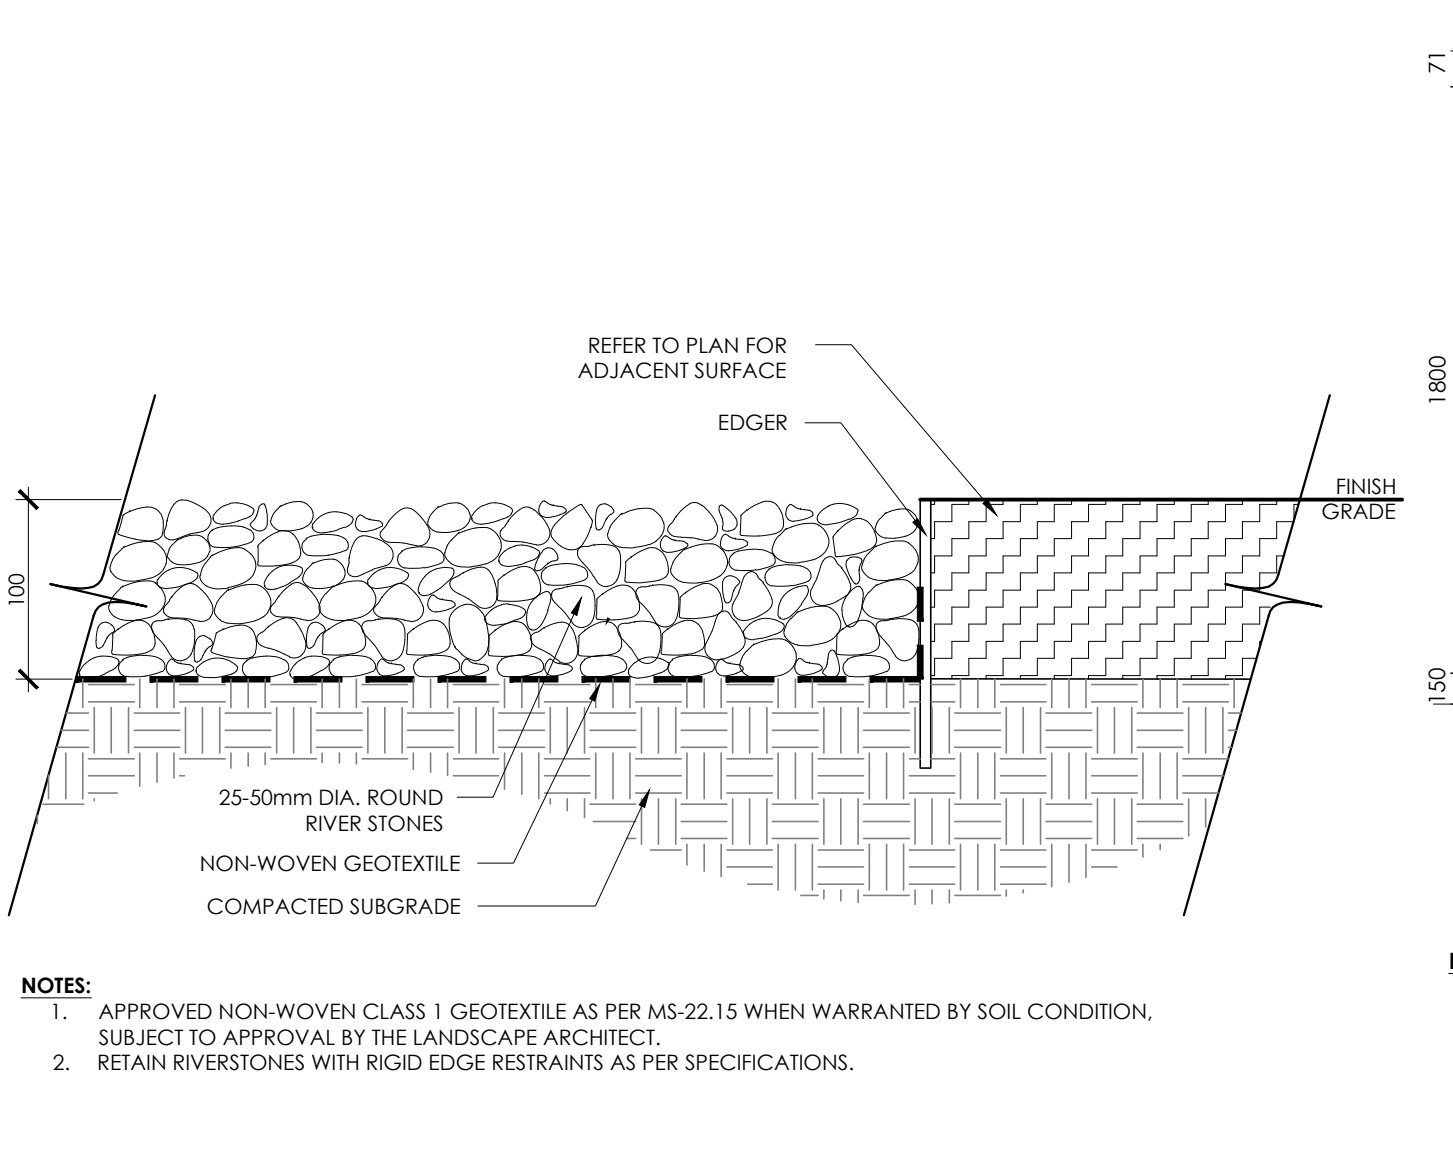 71
REFER TO PLAN FOR
ADJACENT SURFACE
1800
EDGER
FINISH
GRADE
100
150
25-50mm DIA. ROUND
RIVER STONES
NON-WOVEN GEOTEXTILE
COMPACTED SUBGRADE
NOTES:
1. APPROVED NON-WOVEN CLASS 1 GEOTEXTILE AS PER MS-22.15 WHEN WARRANTED BY SOIL CONDITION,
SUBJECT TO APPROVAL BY THE LANDSCAPE ARCHITECT.
2. RETAIN RIVERSTONES WITH RIGID EDGE RESTRAINTS AS PER SPECIFICATIONS.